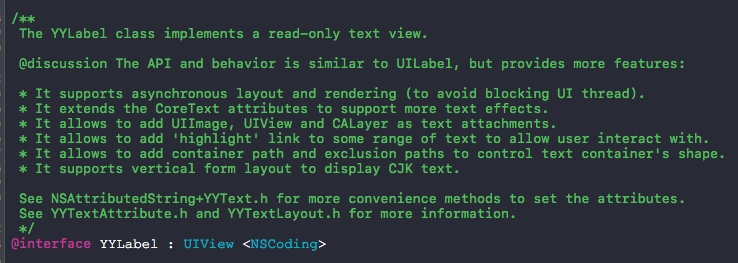 /**
The YYLabel class implements a read-only text view.
@discussion The API and behavior is similar to UILabel, but provides more features:
* It supports asynchronous layout and rendering (to avoid blocking UI thread).
* It extends the CoreText attributes to support more text effects.
* It allows to add UIImage, UIView and CALayer as text attachments.
* It allows to add 'highlight' link to some range of text to allow user interact with.
* It allows to add container path and exclusion paths to control text container's shape.
* It supports vertical form layout to display CJK text.
See NSAttributedString+YYText.h for more convenience methods to set the attributes.
See YYTextAttribute.h and YYTextLayout.h for more information.
*/
@interface YYLabel : UIView <NSCoding>